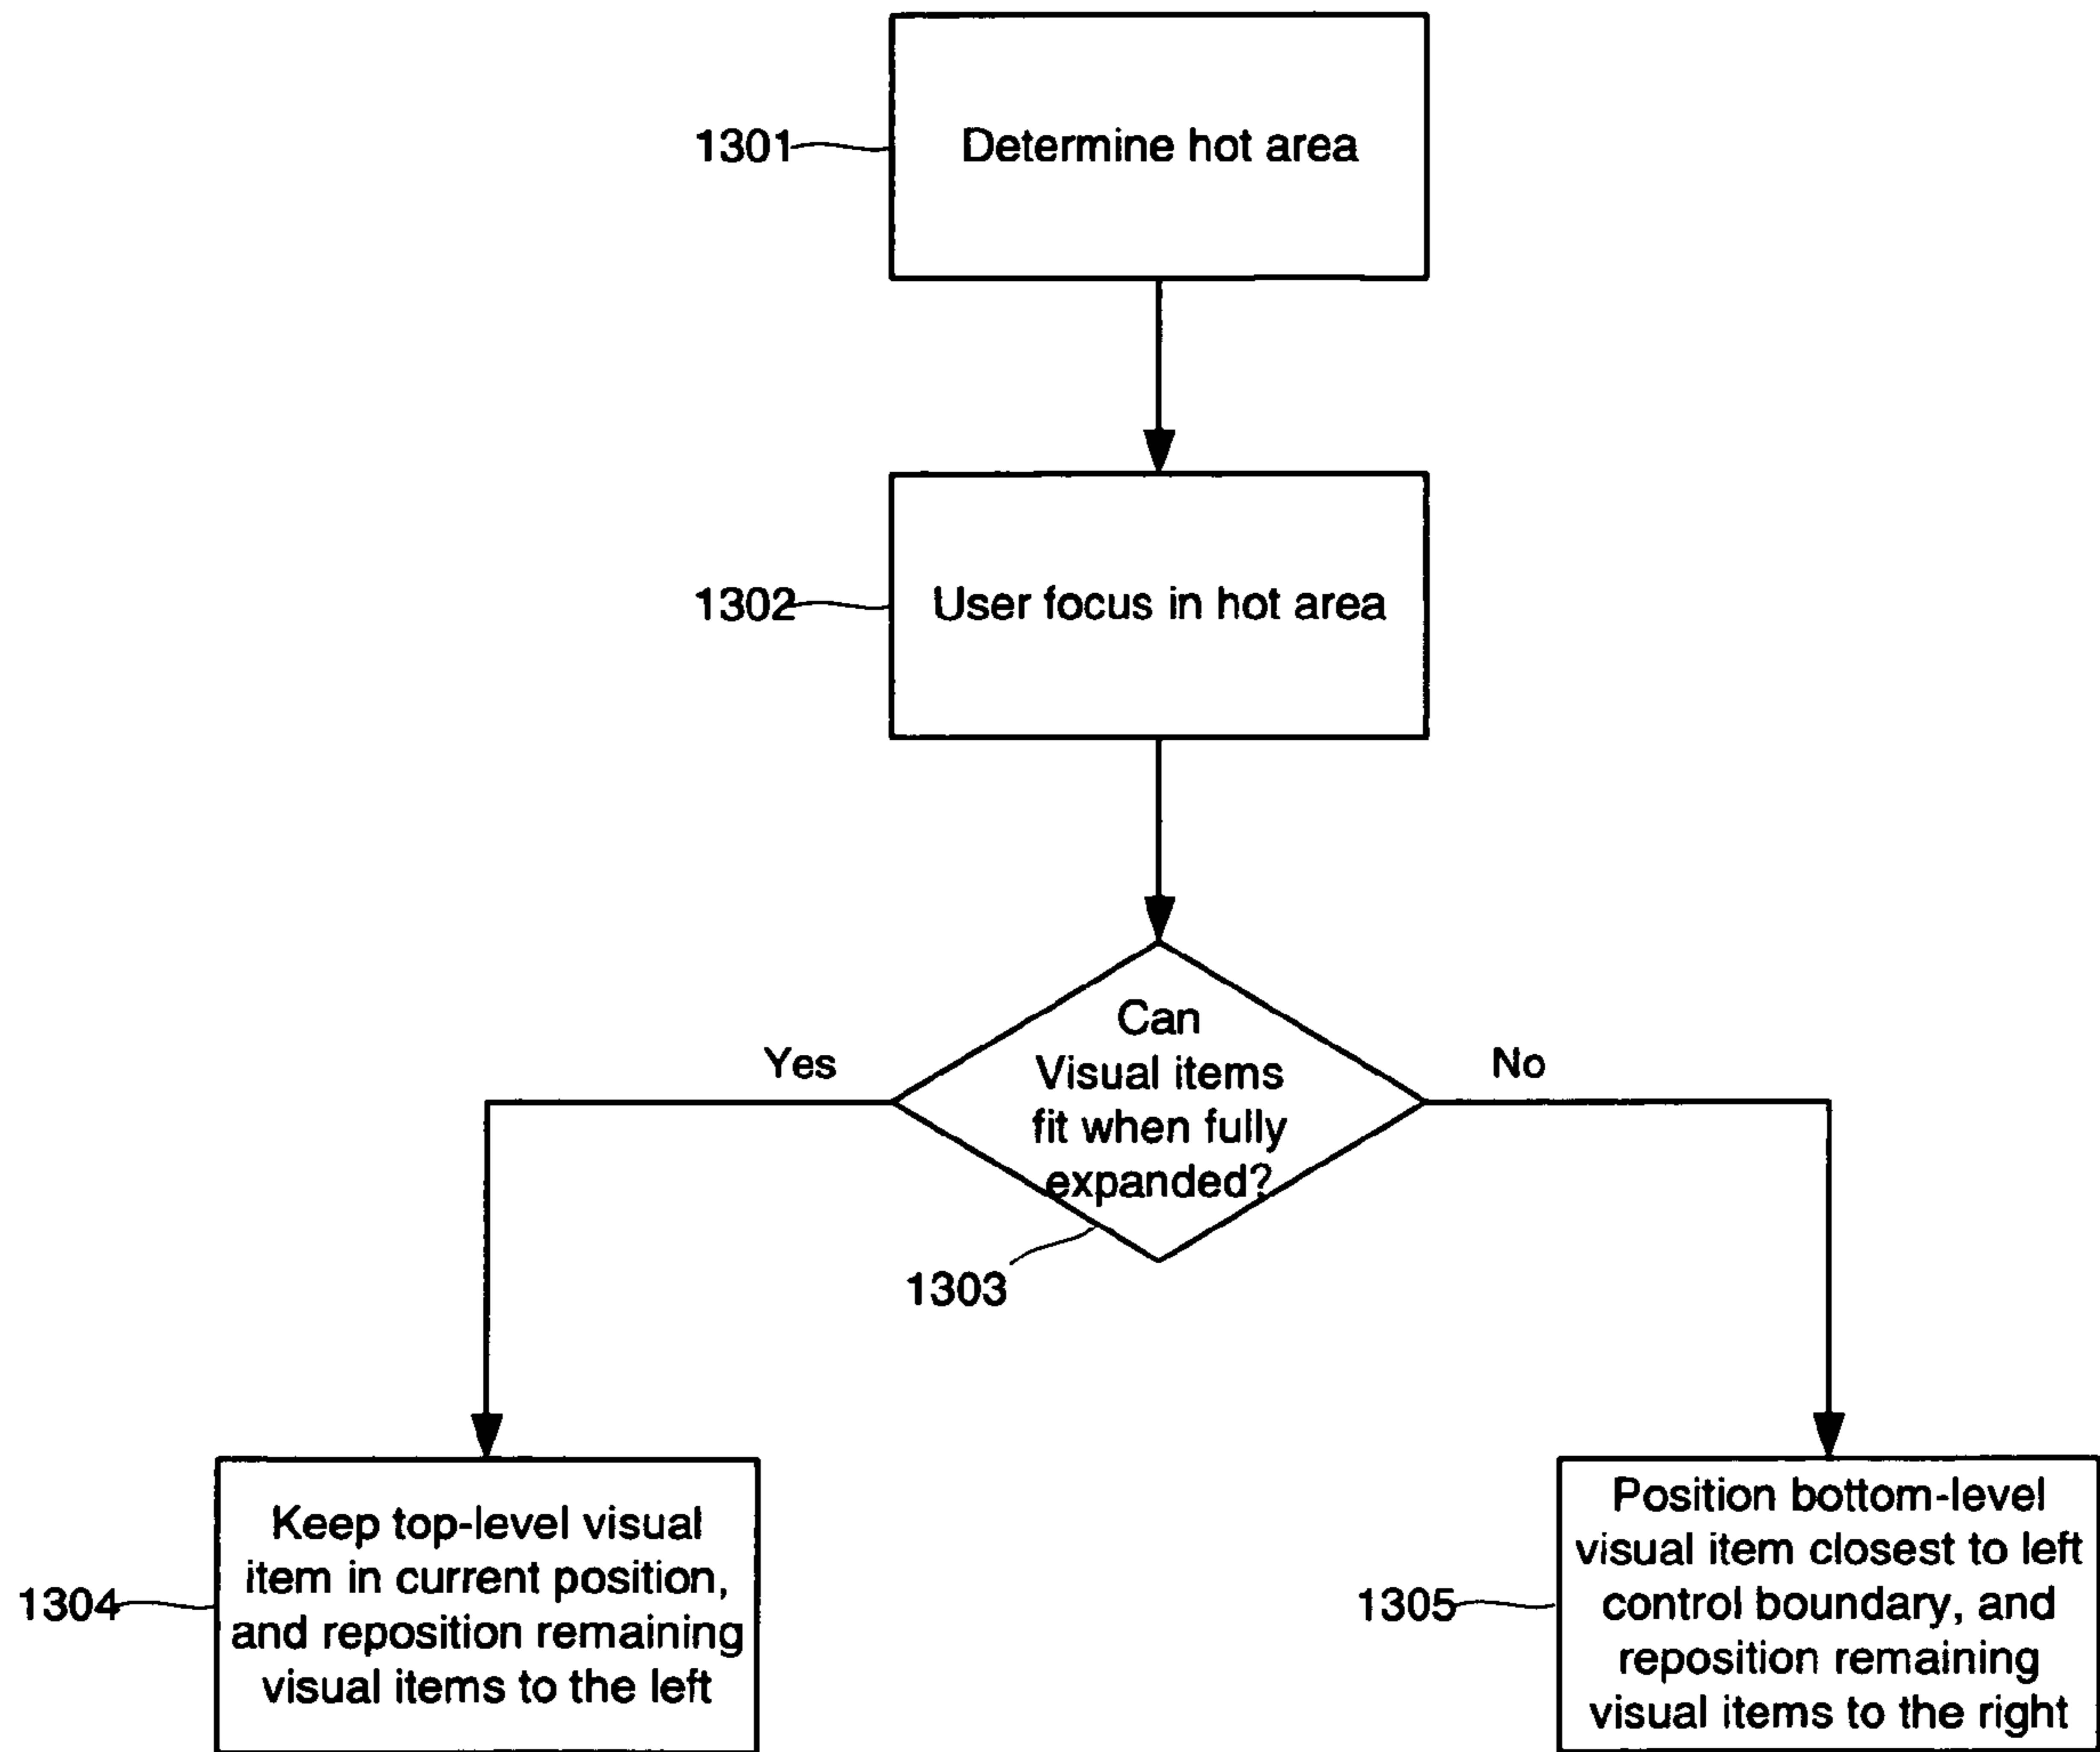 1301
Determine hot area
1302
User focus in hot area
Can
Visual items
fit when fully
expanded?
Yes
No
1303
1304
Keep top-level visual
item in current position,
and reposition remaining
visual items to the left
1305
Position bottom-level
visual item closest to left
control boundary, and
reposition remaining
visual items to the right